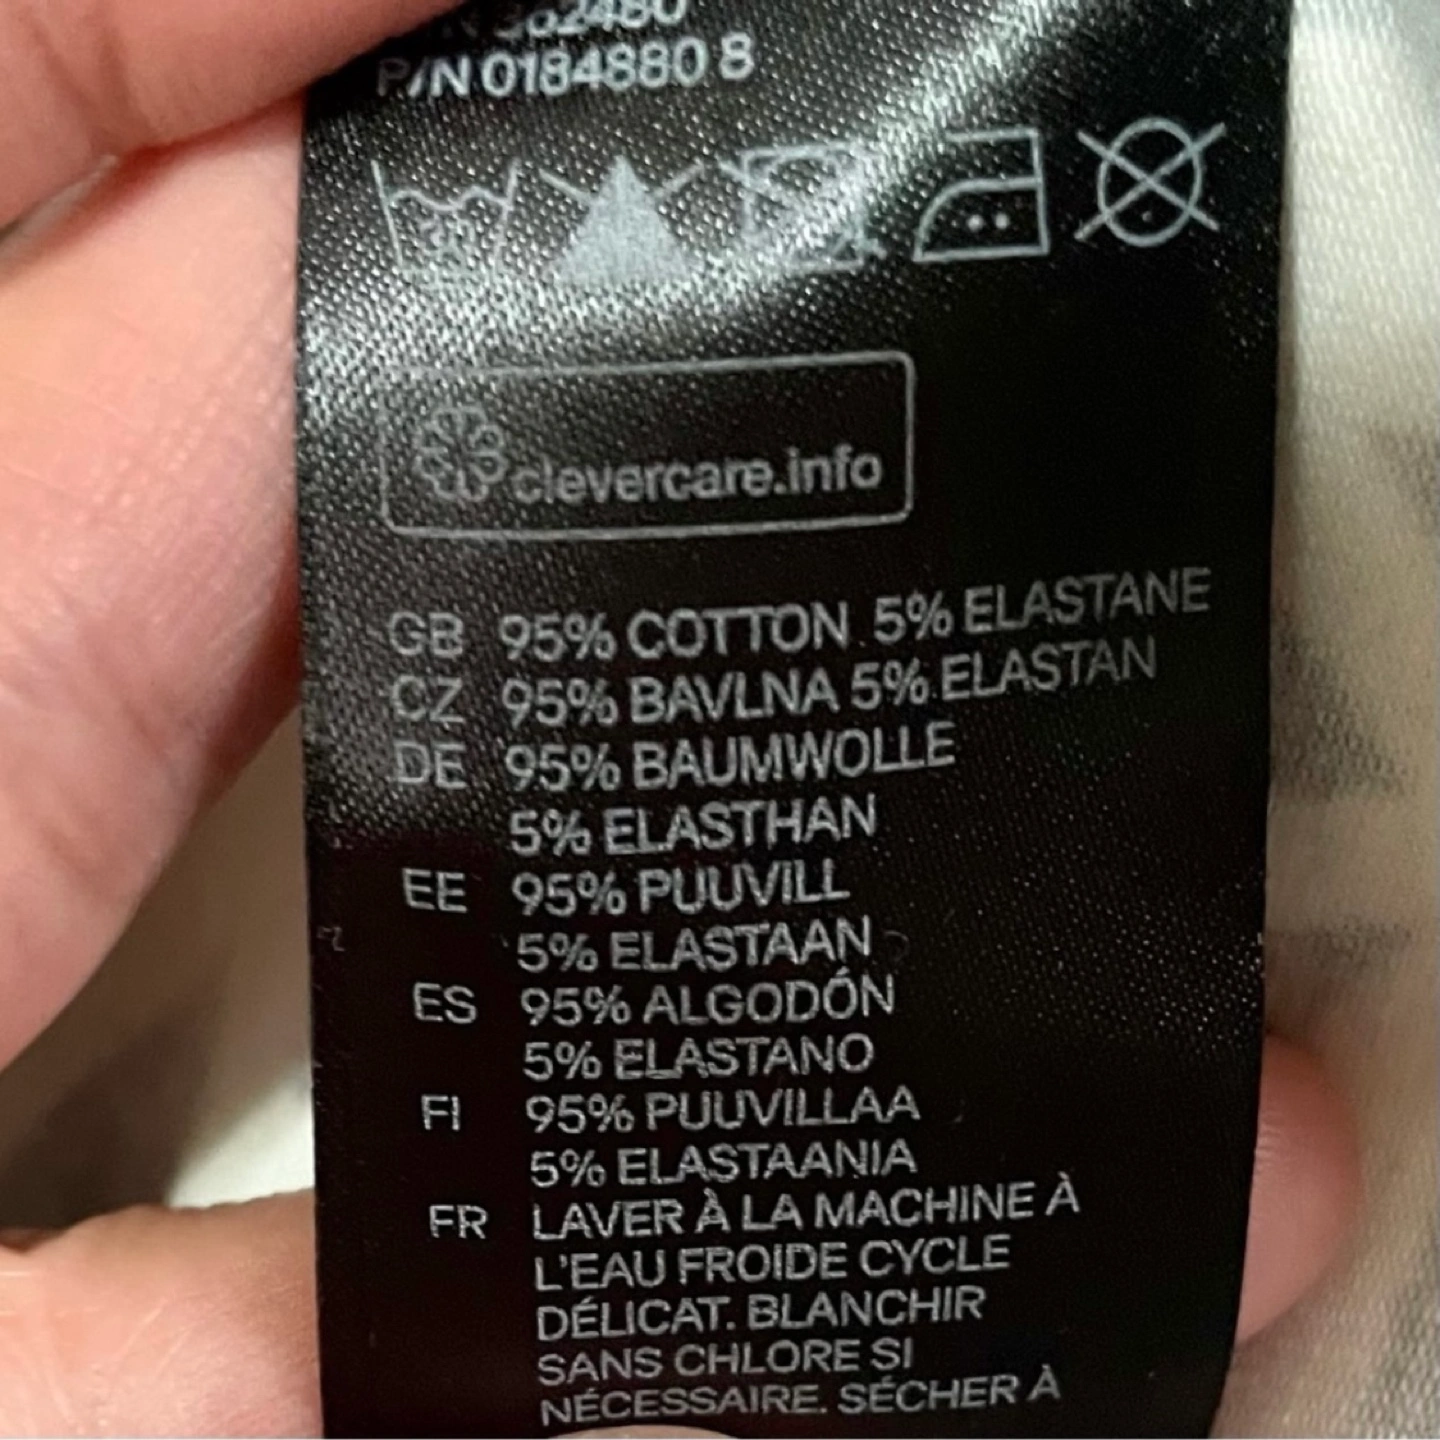 P/N 0184880 8
clevercare.info
GB 95% COTTON 5% ELASTANE
CZ 95% BAVLNA 5% ELASTAN
DE 95% BAUMWOLLE
5% ELASTHAN
EE 95% PUUVILL
5% ELASTAAN
ES 95% ALGODÓN
5% ELASTANO
FI 95% PUUVILLAA
5% ELASTAANIA
FR LAVER À LA MACHINE À
L'EAU FROIDE CYCLE
DÉLICAT. BLANCHIR
SANS CHLORE SI
NÉCESSAIRE. SÉCHER À